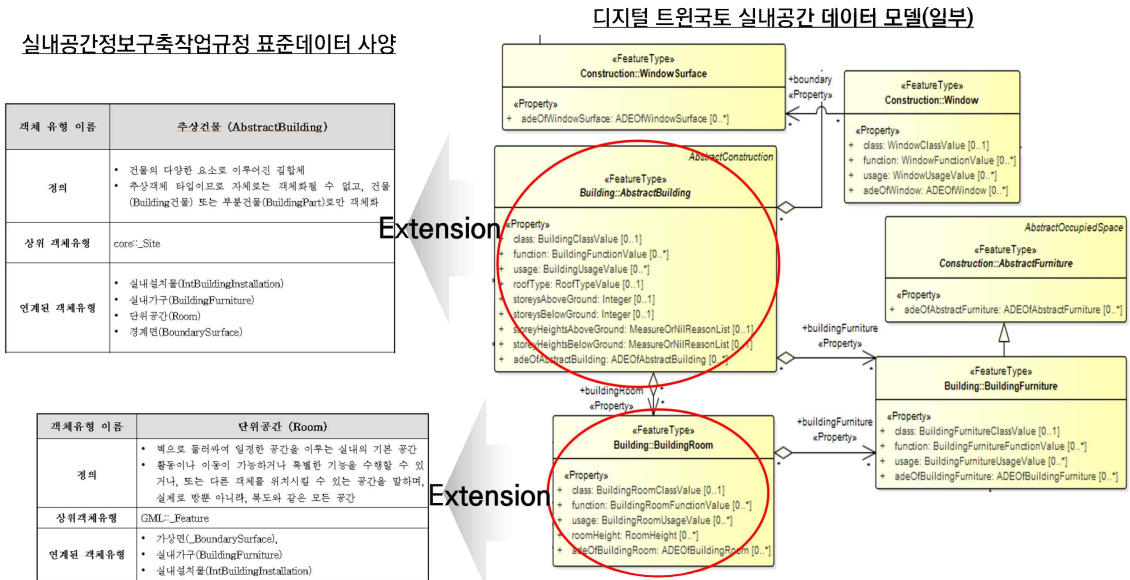 디지털 트윈국토 실내공간 데이터 모델(일부)
실내공간정보구축작업규정 표준데이터 사양
객체 유형 이름
추상건물 (AbstractBuilding)
정의
• 건물의 다양한 요소로 이루어진 집합체
• 추상객체 타입이므로 자체로는 객체화될 수 없고, 건물
(Building건물) 또는 부분건물(BuildingPart)로만 객체화
상위 객체유형
core::_Site
연계된 객체유형
• 실내설치물(IntBuildingInstallation)
• 실내가구(BuildingFurniture)
• 단위공간(Room)
• 경계면(BoundarySurface)
Extension
객체유형 이름
단위공간 (Room)
정의
• 벽으로 둘러싸여 일정한 공간을 이루는 실내의 기본 공간
• 활동이나 이동이 가능하거나 특별한 기능을 수행할 수 있
거나, 또는 다른 객체를 위치시킬 수 있는 공간을 말하며,
실제로 방뿐 아니라, 복도와 같은 모든 공간
상위객체유형
GML::_Feature
연계된 객체유형
• 가상면(_BoundarySurface),
• 실내가구(BuildingFurniture)
• 실내설치물(IntBuildingInstallation)
Extension
«FeatureType»
Construction::WindowSurface
«Property»
+ adeOfWindowSurface: ADEOfWindowSurface [0..*]
+boundary
«Property»
*
«FeatureType»
Construction::Window
«Property»
+ class: WindowClassValue [0..1]
+ function: WindowFunctionValue [0..*]
+ usage: WindowUsageValue [0..*]
+ adeOfWindow: ADEOfWindow [0..*]
AbstractConstruction
«FeatureType»
Building::AbstractBuilding
«Property»
+ class: BuildingClassValue [0..1]
+ function: BuildingFunctionValue [0..*]
+ usage: BuildingUsageValue [0..*]
+ roofType: RoofTypeValue [0..1]
+ storeysAboveGround: Integer [0..1]
+ storeysBelowGround: Integer [0..1]
+ storeyHeightsAboveGround: MeasureOrNilReasonList [0..1]
+ storeyHeightsBelowGround: MeasureOrNilReasonList [0..1]
+ adeOfAbstractBuilding: ADEOfAbstractBuilding [0..*]
*
AbstractOccupiedSpace
«FeatureType»
Construction::AbstractFurniture
«Property»
+ adeOfAbstractFurniture: ADEOfAbstractFurniture [0..*]
+buildingFurniture
«Property»
*
*
«FeatureType»
Building::BuildingFurniture
«Property»
+ class: BuildingFurnitureClassValue [0..1]
+ function: BuildingFurnitureFunctionValue [0..*]
+ usage: BuildingFurnitureUsageValue [0..*]
+ adeOfBuildingFurniture: ADEOfBuildingFurniture [0..*]
+buildingRoom
«Property»
*
*
«FeatureType»
Building::BuildingRoom
«Property»
+ class: BuildingRoomClassValue [0..1]
+ function: BuildingRoomFunctionValue [0..*]
+ usage: BuildingRoomUsageValue [0..*]
+ roomHeight: RoomHeight [0..*]
+ adeOfBuildingRoom: ADEOfBuildingRoom [0..*]
+buildingFurniture
«Property»
*
*